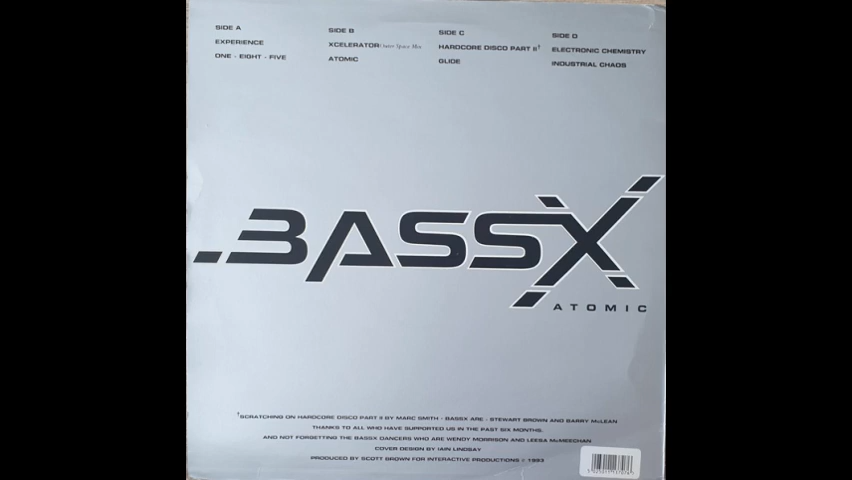 SIDE A
EXPERIENCE
ONE - EIGHT - FIVE
SIDE B
XCELERATOR Outer Space Mix
ATOMIC
SIDE C
HARDCORE DISCO PART II†
GLIDE
SIDE D
ELECTRONIC CHEMISTRY
INDUSTRIAL CHAOS
BASSX
ATOMIC
†SCRATCHING ON HARDCORE DISCO PART II BY MARC SMITH - BASSX ARE - STEWART BROWN AND BARRY McLEAN
THANKS TO ALL WHO HAVE SUPPORTED US IN THE PAST SIX MONTHS.
AND NOT FORGETTING THE BASSX DANCERS WHO ARE WENDY MORRISON AND LEESA McMEECHAN
COVER DESIGN BY IAIN LINDSAY
PRODUCED BY SCOTT BROWN FOR INTERACTIVE PRODUCTIONS © 1993